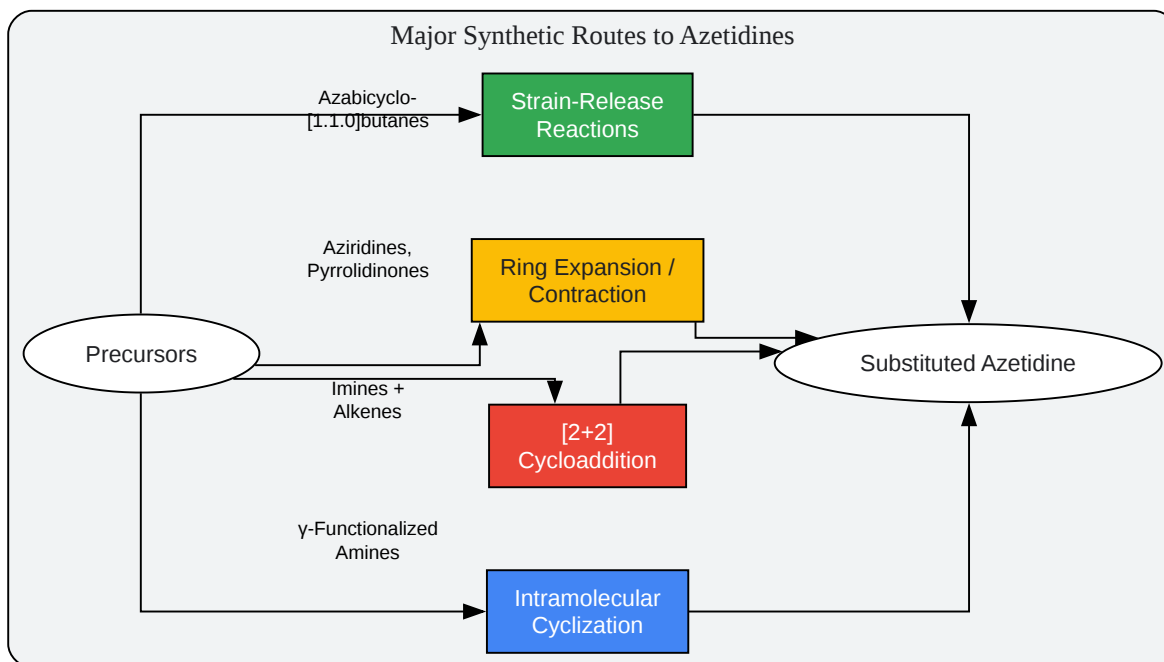 Major Synthetic Routes to Azetidines
Azabicyclo-
[1.1.0]butanes
Strain-Release
Reactions
Aziridines,
Pyrrolidinones
Ring Expansion /
Contraction
Precursors
Substituted Azetidine
Imines +
Alkenes
[2+2]
Cycloaddition
γ-Functionalized
Amines
Intramolecular
Cyclization